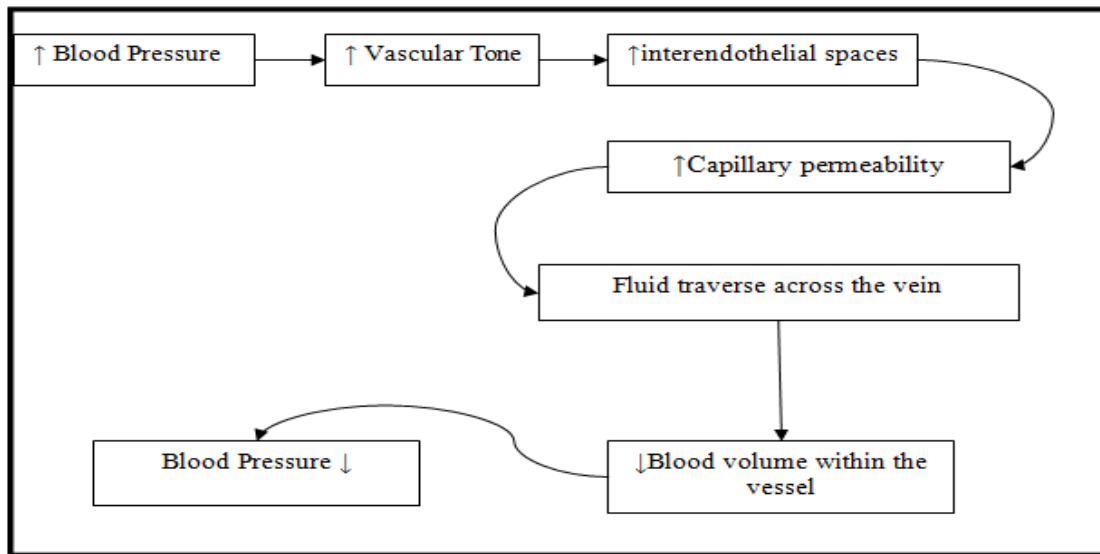 ↑ Blood Pressure
↑ Vascular Tone
↑interendothelial spaces
↑Capillary permeability
Fluid traverse across the vein
↓Blood volume within the
vessel
Blood Pressure ↓